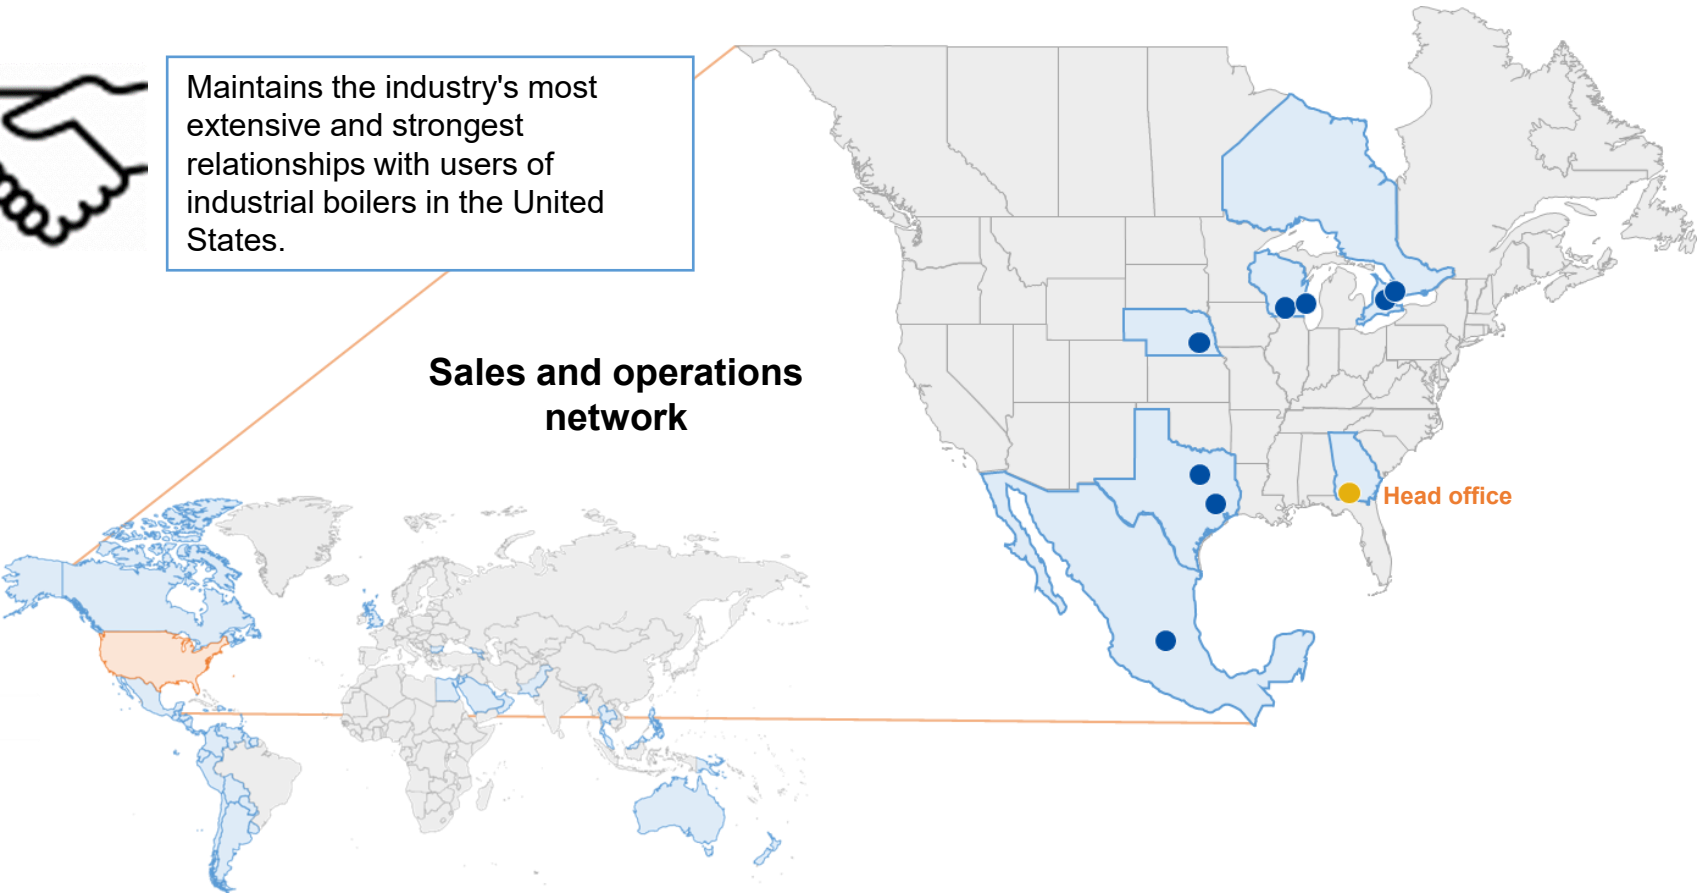 Maintains the industry's most
extensive and strongest
relationships with users of
industrial boilers in the United
States.
Sales and operations
network
Head office